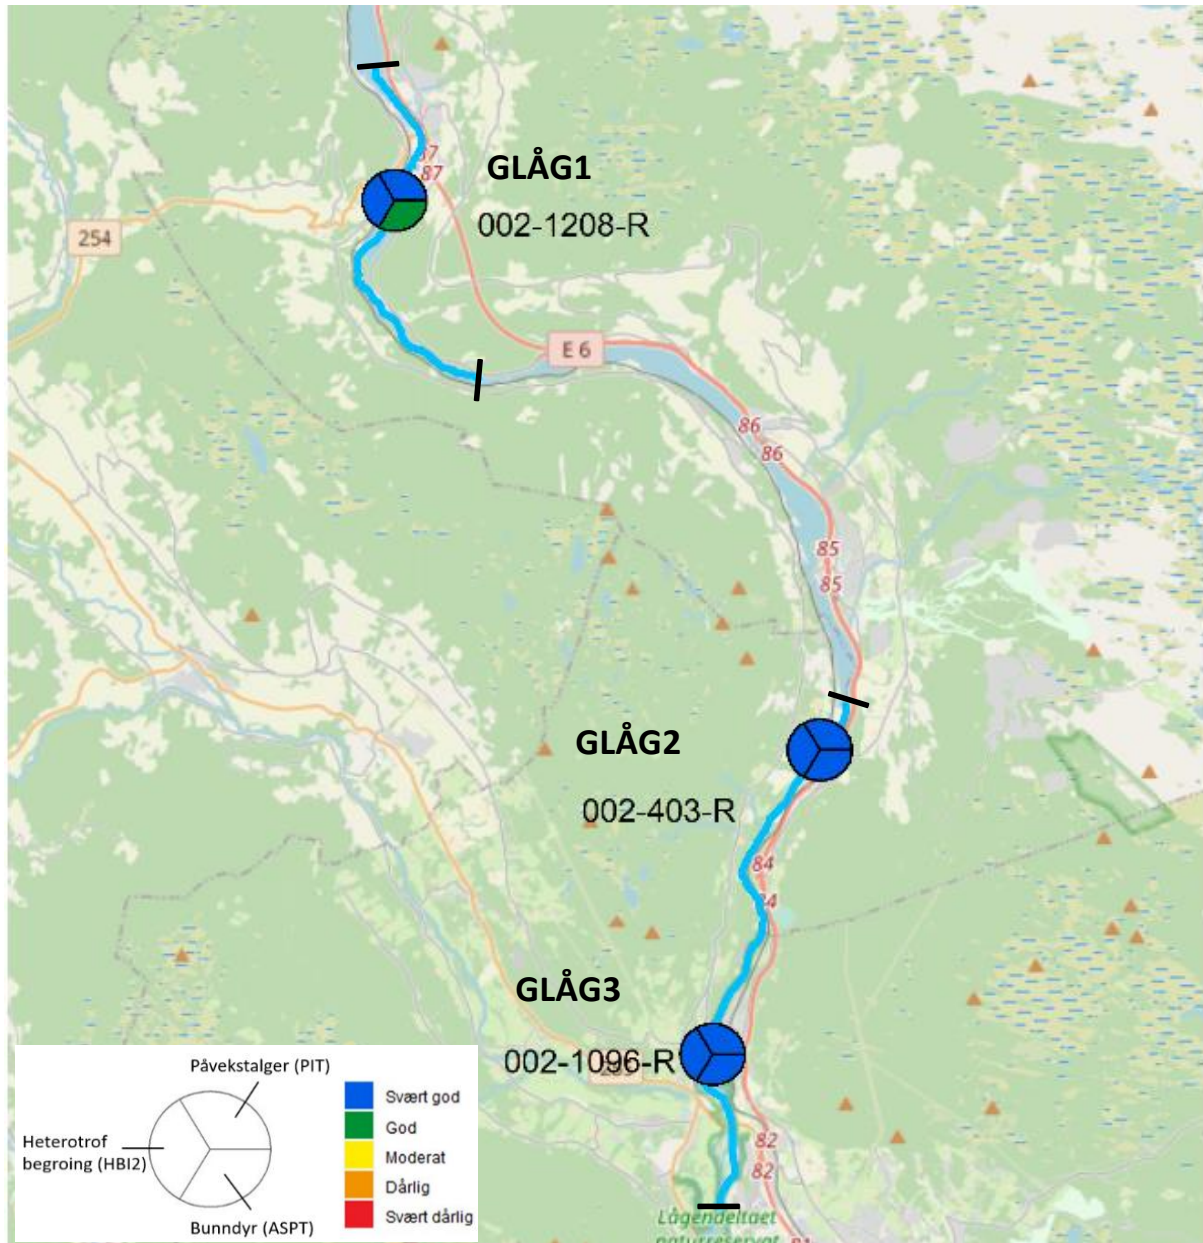 87
87
GLÅG1
002-1208-R
254
E 6
86
86
85
85
GLÅG2
002-403-R
84
84
GLÅG3
002-1096-R
82
82
Påvekstalger (PIT)
Heterotrof
begroing (HBI2)
Bunndyr (ASPT)
Svært god
God
Moderat
Dårlig
Svært dårlig
Lågendeltaet
naturreservat